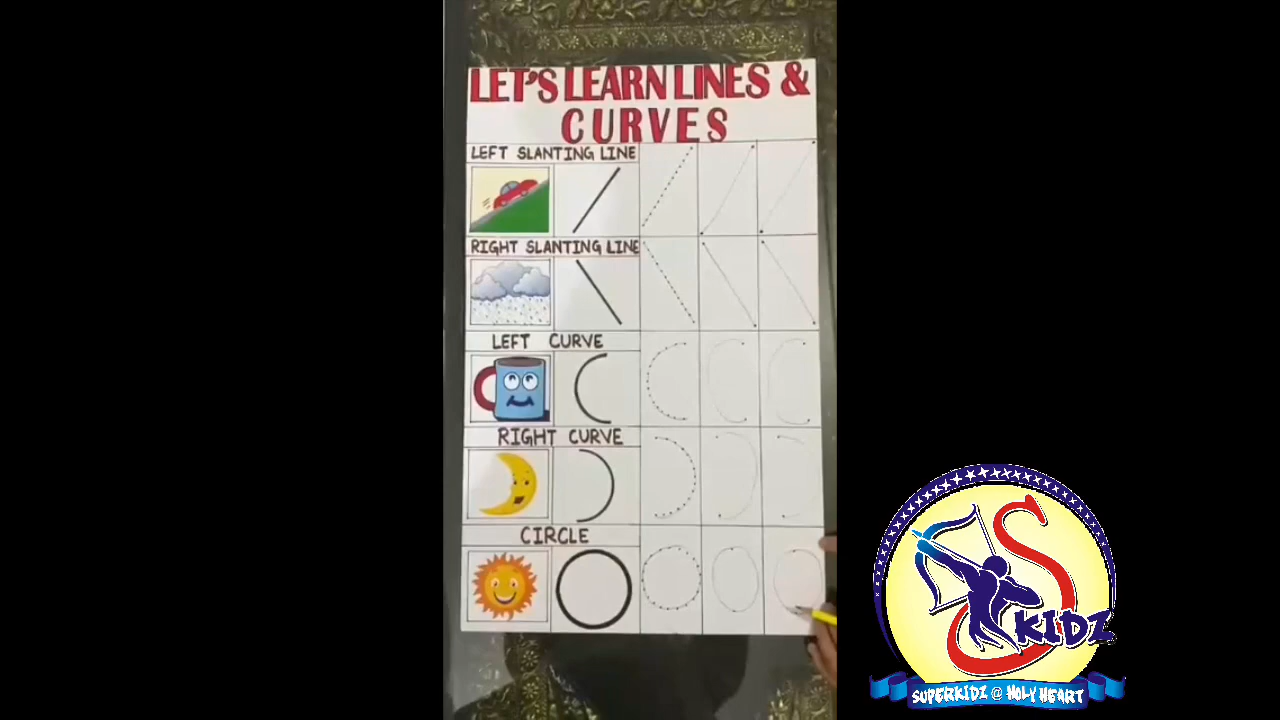 LET'S LEARN LINES &
CURVES
LEFT SLANTING LINE
RIGHT SLANTING LINE
LEFT CURVE
RIGHT CURVE
CIRCLE
S KIDZ
SUPERKIDZ @ HOLY HEART